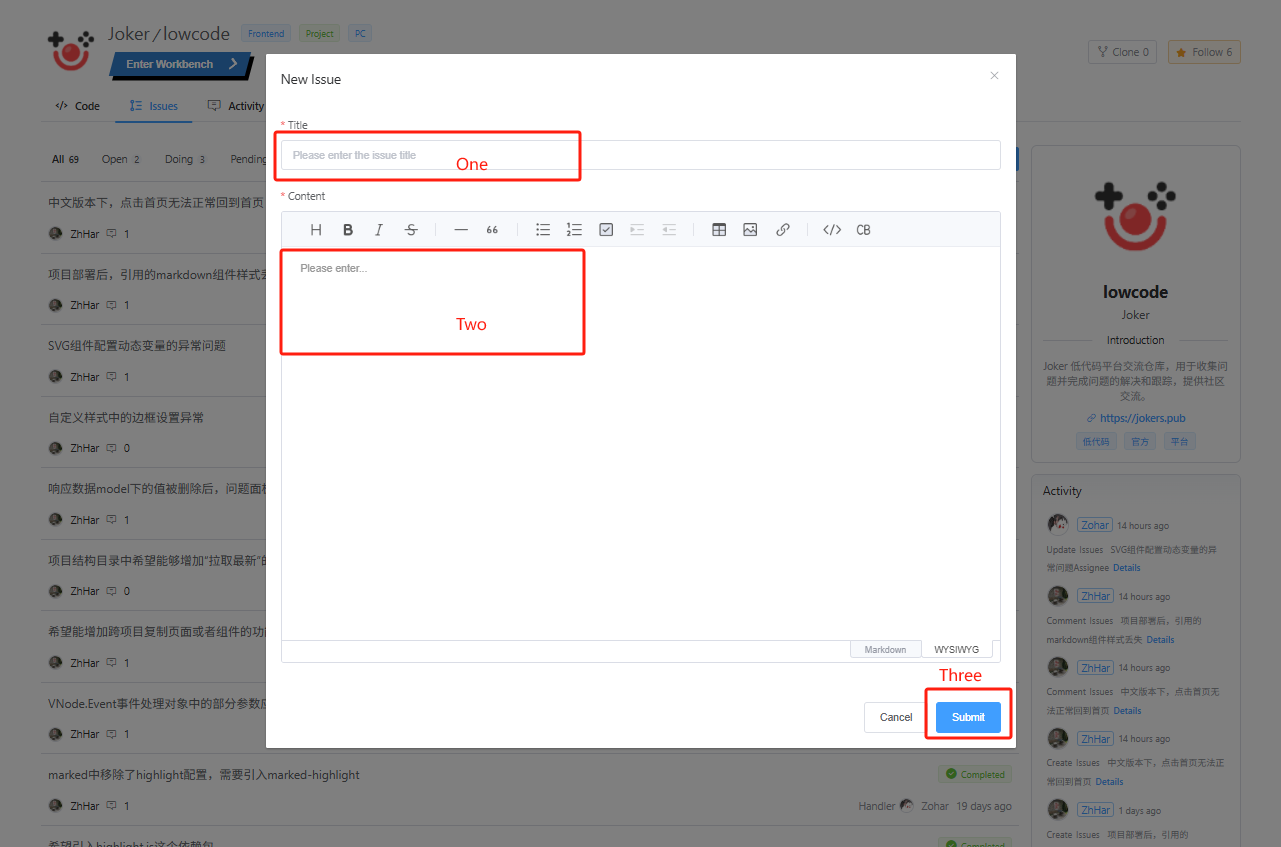 Joker / lowcode
Frontend
Project
PC
Enter Workbench
Clone 0
Follow 6
Code
Issues
Activity
All 69
Open 2
Doing 3
Pending
New Issue
* Title
Please enter the issue title
One
* Content
H B I S 66 CB
Please enter...
Two
Markdown
WYSIWYG
Three
Cancel
Submit
中文版本下，点击首页无法正常回到首页
ZhHar 1
项目部署后，引用的markdown组件样式丢
ZhHar 1
SVG组件配置动态变量的异常问题
ZhHar 1
自定义样式中的边框设置异常
ZhHar 0
响应数据model下的值被删除后，问题面板
ZhHar 1
项目结构目录中希望能够增加“拉取最新”的
ZhHar 0
希望能增加跨项目复制页面或者组件的功能
ZhHar 1
VNode.Event事件处理对象中的部分参数应
ZhHar 1
marked中移除了highlight配置，需要引入marked-highlight
Completed
ZhHar 1
Handler Zohar 19 days ago
希望引入highlight.js这个依赖包
Completed
lowcode
Joker
Introduction
Joker 低代码平台交流仓库，用于收集问
题并完成问题的解决和跟踪，提供社区
交流。
https://jokers.pub
低代码
官方
平台
Activity
Zohar 14 hours ago
Update Issues SVG组件配置动态变量的异
常问题Assignee Details
ZhHar 14 hours ago
Comment Issues 项目部署后，引用的
markdown组件样式丢失 Details
ZhHar 14 hours ago
Comment Issues 中文版本下，点击首页无
法正常回到首页 Details
ZhHar 14 hours ago
Create Issues 中文版本下，点击首页无法正
常回到首页 Details
ZhHar 1 days ago
Create Issues 项目部署后，引用的